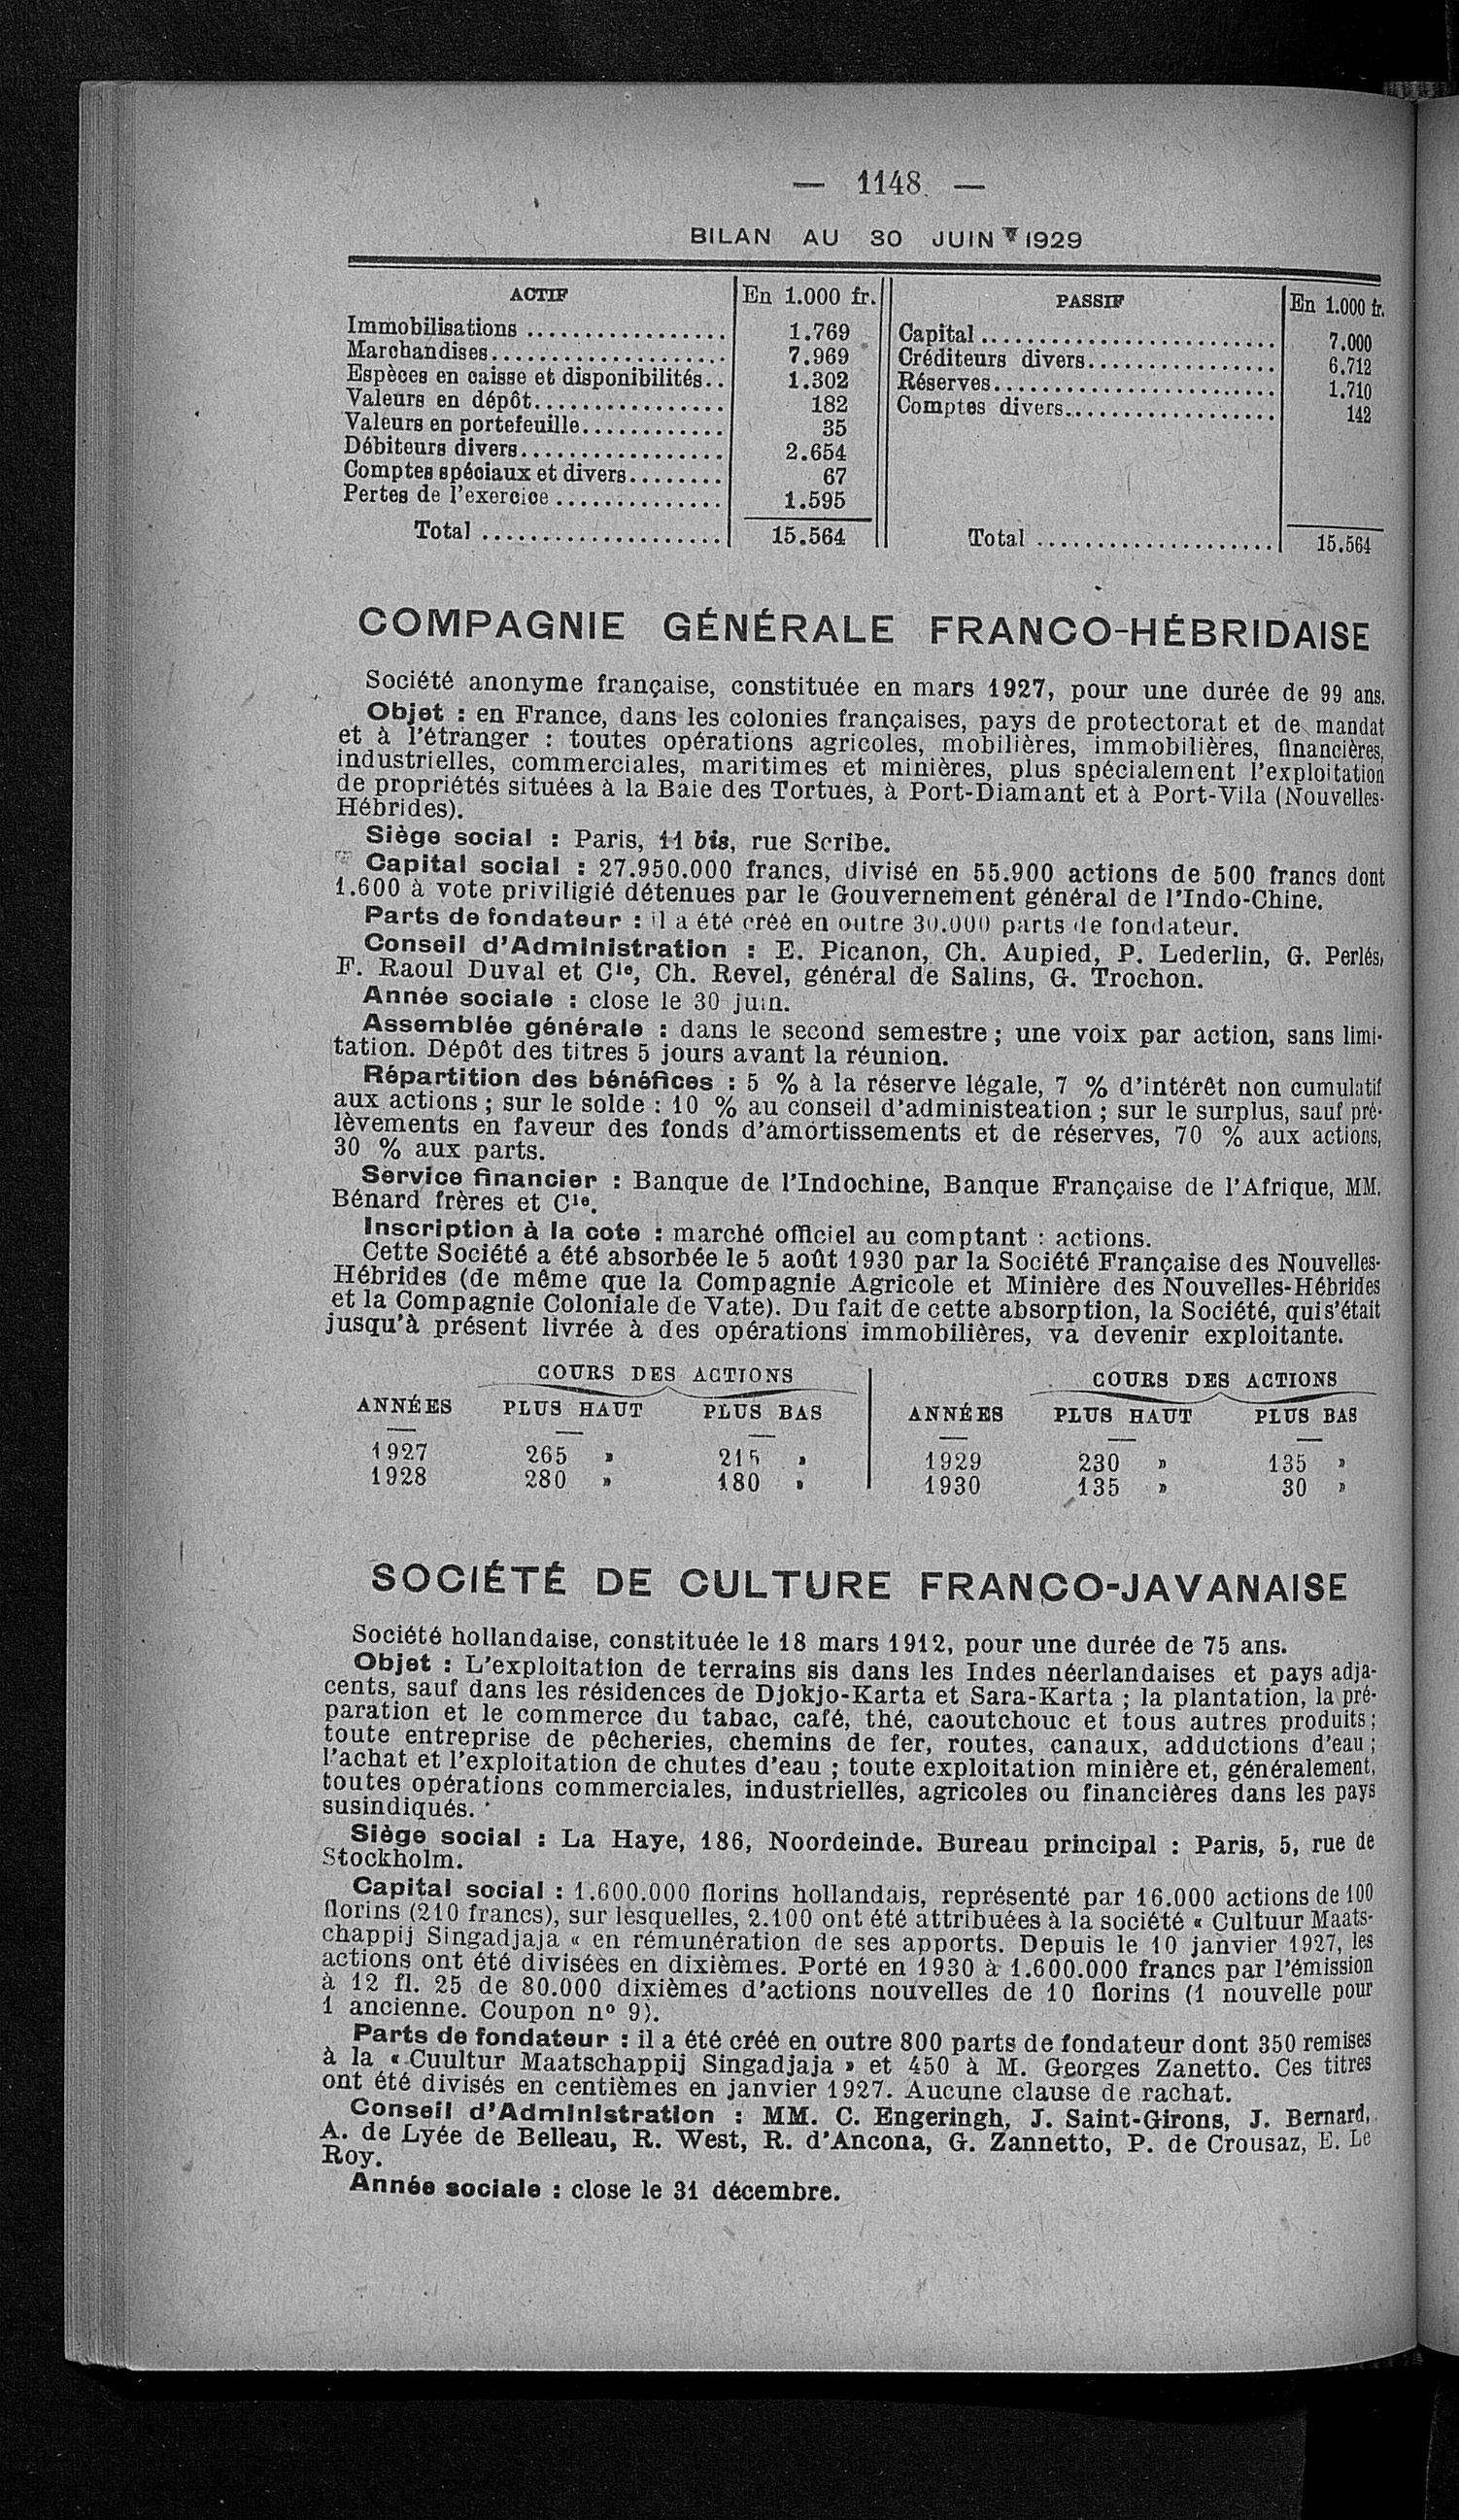 — 1148 —
BILAN AU 30 JUIN 1929
ACTIF En 1.000 fr. PASSIF En 1.000 fr.
Immobilisations .................. 1.769 Capital .......................... 7.000
Marchandises.................... 7.969 Créditeurs divers................ 6.712
Espèces en caisse et disponibilités.. 1.302 Réserves........................ 1.710
Valeurs en dépôt................ 182 Comptes divers.................. 142
Valeurs en portefeuille............ 35
Débiteurs divers................. 2.654
Comptes spéciaux et divers........ 67
Pertes de l'exercice .............. 1.595
Total .................... 15.564 Total .................... 15.564
COMPAGNIE GÉNÉRALE FRANCO-HÉBRIDAISE
Société anonyme française, constituée en mars 1927, pour une durée de 99 ans.
Objet : en France, dans les colonies françaises, pays de protectorat et de mandat
et à l'étranger : toutes opérations agricoles, mobilières, immobilières, financières,
industrielles, commerciales, maritimes et minières, plus spécialement l'exploitation
de propriétés situées à la Baie des Tortues, à Port-Diamant et à Port-Vila (Nouvelles-
Hébrides).
Siège social : Paris, 11 bis, rue Scribe.
Capital social : 27.950.000 francs, divisé en 55.900 actions de 500 francs dont
1.600 à vote priviligié détenues par le Gouvernement général de l'Indo-Chine.
Parts de fondateur : il a été créé en outre 30.000 parts de fondateur.
Conseil d'Administration : E. Picanon, Ch. Aupied, P. Lederlin, G. Perlés,
F. Raoul Duval et Cie, Ch. Revel, général de Salins, G. Trochon.
Année sociale : close le 30 juin.
Assemblée générale : dans le second semestre ; une voix par action, sans limi-
tation. Dépôt des titres 5 jours avant la réunion.
Répartition des bénéfices : 5 % à la réserve légale, 7 % d'intérêt non cumulatif
aux actions ; sur le solde : 10 % au conseil d'administeation ; sur le surplus, sauf pré-
lèvements en faveur des fonds d'amortissements et de réserves, 70 % aux actions,
30 % aux parts.
Service financier : Banque de l'Indochine, Banque Française de l'Afrique, MM.
Bénard frères et Cie.
Inscription à la cote : marché officiel au comptant : actions.
Cette Société a été absorbée le 5 août 1930 par la Société Française des Nouvelles-
Hébrides (de même que la Compagnie Agricole et Minière des Nouvelles-Hébrides
et la Compagnie Coloniale de Vate). Du fait de cette absorption, la Société, qui s'était
jusqu'à présent livrée à des opérations immobilières, va devenir exploitante.
COURS DES ACTIONS COURS DES ACTIONS
ANNÉES PLUS HAUT PLUS BAS ANNÉES PLUS HAUT PLUS BAS
1927 265 » 215 » 1929 230 » 135 »
1928 280 » 180 » 1930 135 » 30 »
SOCIÉTÉ DE CULTURE FRANCO-JAVANAISE
Société hollandaise, constituée le 18 mars 1912, pour une durée de 75 ans.
Objet : L'exploitation de terrains sis dans les Indes néerlandaises et pays adja-
cents, sauf dans les résidences de Djokjo-Karta et Sara-Karta ; la plantation, la pré-
paration et le commerce du tabac, café, thé, caoutchouc et tous autres produits ;
toute entreprise de pêcheries, chemins de fer, routes, canaux, adductions d'eau ;
l'achat et l'exploitation de chutes d'eau ; toute exploitation minière et, généralement,
toutes opérations commerciales, industrielles, agricoles ou financières dans les pays
susindiqués.
Siège social : La Haye, 186, Noordeinde. Bureau principal : Paris, 5, rue de
Stockholm.
Capital social : 1.600.000 florins hollandais, représenté par 16.000 actions de 100
florins (210 francs), sur lesquelles, 2.100 ont été attribuées à la société « Cultuur Maats-
chappij Singadjaja « en rémunération de ses apports. Depuis le 10 janvier 1927, les
actions ont été divisées en dixièmes. Porté en 1930 à 1.600.000 francs par l'émission
à 12 fl. 25 de 80.000 dixièmes d'actions nouvelles de 10 florins (1 nouvelle pour
1 ancienne. Coupon nº 9).
Parts de fondateur : il a été créé en outre 800 parts de fondateur dont 350 remises
à la « Cuultur Maatschappij Singadjaja » et 450 à M. Georges Zanetto. Ces titres
ont été divisés en centièmes en janvier 1927. Aucune clause de rachat.
Conseil d'Administration : MM. C. Engeringh, J. Saint-Girons, J. Bernard,
A. de Lyée de Belleau, R. West, R. d'Ancona, G. Zannetto, P. de Crousaz, E. Le
Roy.
Année sociale : close le 31 décembre.